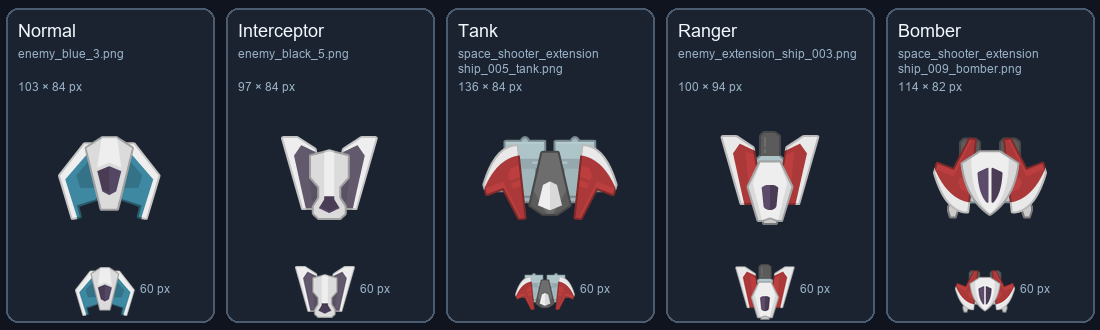 Normal
enemy_blue_3.png
103 × 84 px
60 px
Interceptor
enemy_black_5.png
97 × 84 px
60 px
Tank
space_shooter_extension
ship_005_tank.png
136 × 84 px
60 px
Ranger
enemy_extension_ship_003.png
100 × 94 px
60 px
Bomber
space_shooter_extension
ship_009_bomber.png
114 × 82 px
60 px